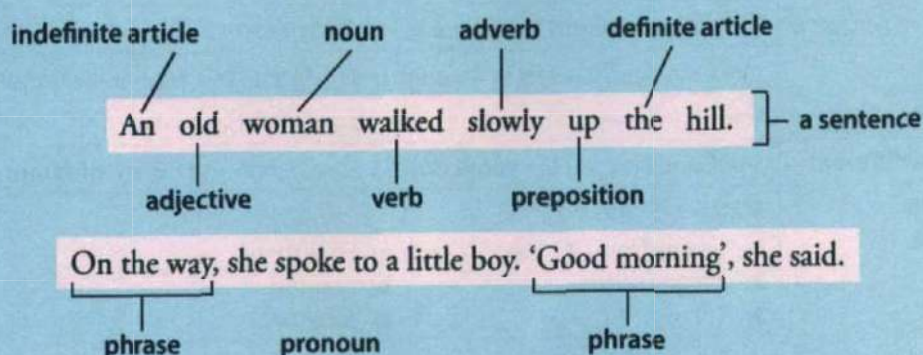 indefinite article noun adverb definite article
An old woman walked slowly up the hill. a sentence
adjective verb preposition
On the way, she spoke to a little boy. ‘Good morning’, she said.
phrase pronoun phrase